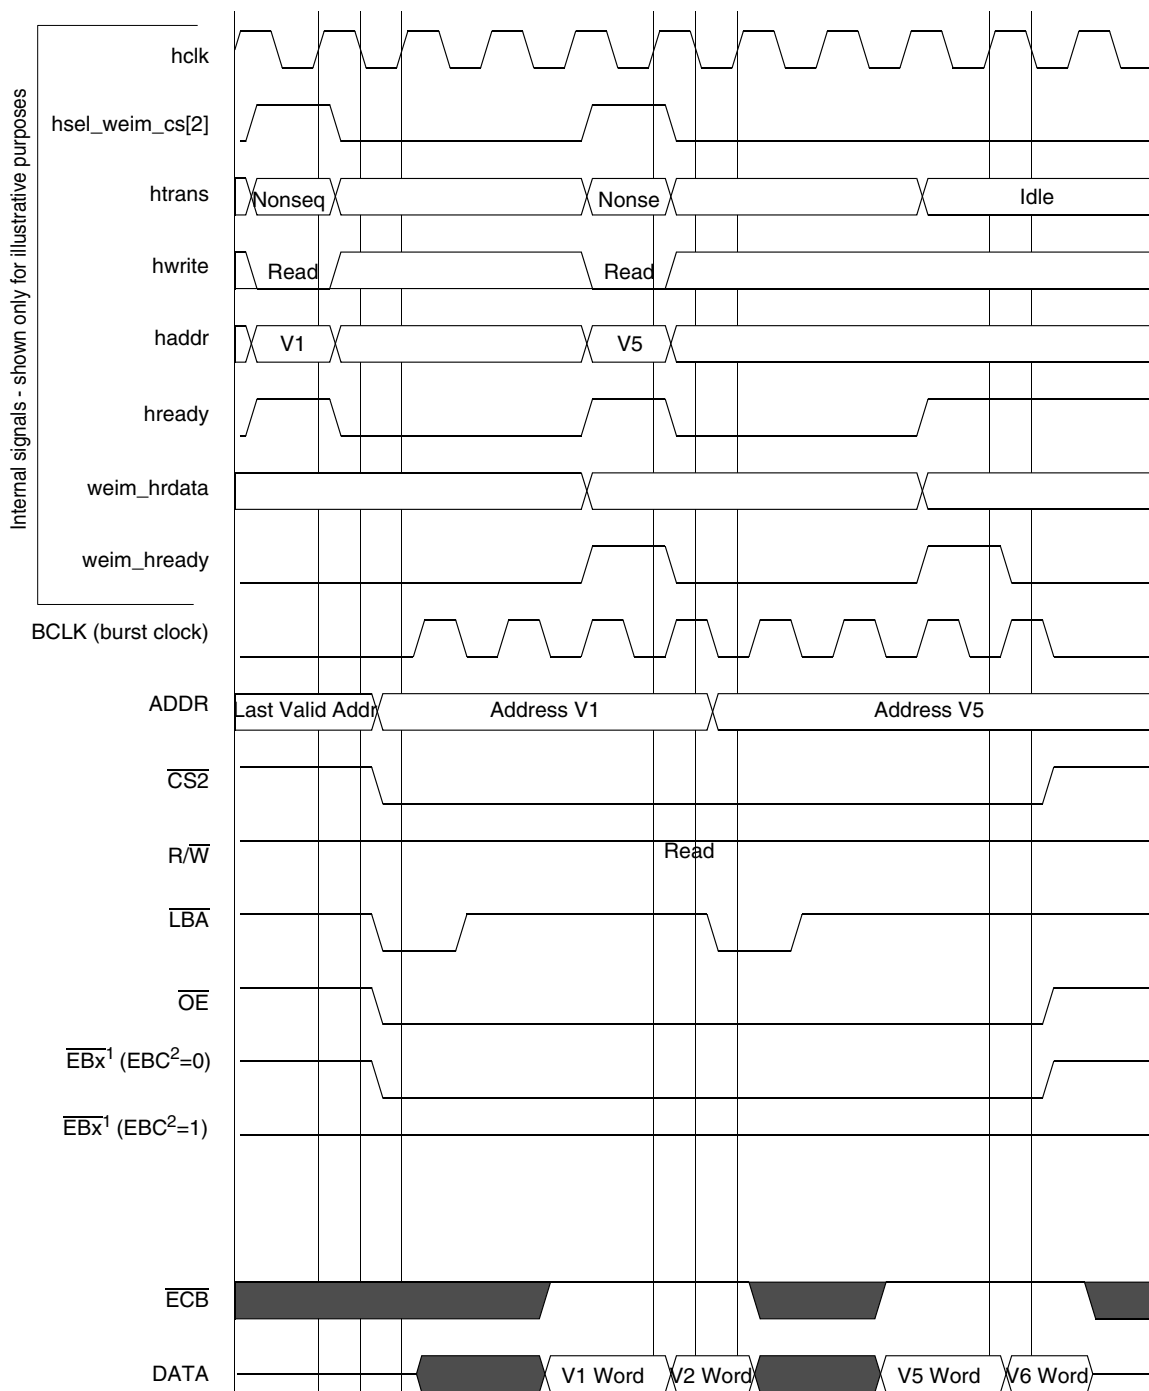 Internal signals - shown only for illustrative purposes
hclk
hsel_weim_cs[2]
htrans Nonseq Nonse Idle
hwrite Read Read
haddr V1 V5
hready
weim_hrdata
weim_hready
BCLK (burst clock)
ADDR Last Valid Addr Address V1 Address V5
CS2
R/W Read
LBA
OE
EBx1 (EBC2=0)
EBx1 (EBC2=1)
ECB
DATA V1 Word V2 Word V5 Word V6 Word